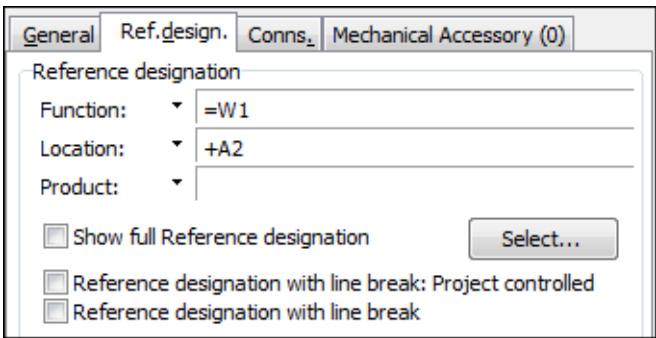 General Ref.design. Conns. Mechanical Accessory (0)
Reference designation
Function: =W1
Location: +A2
Product:
Show full Reference designation Select...
Reference designation with line break: Project controlled
Reference designation with line break